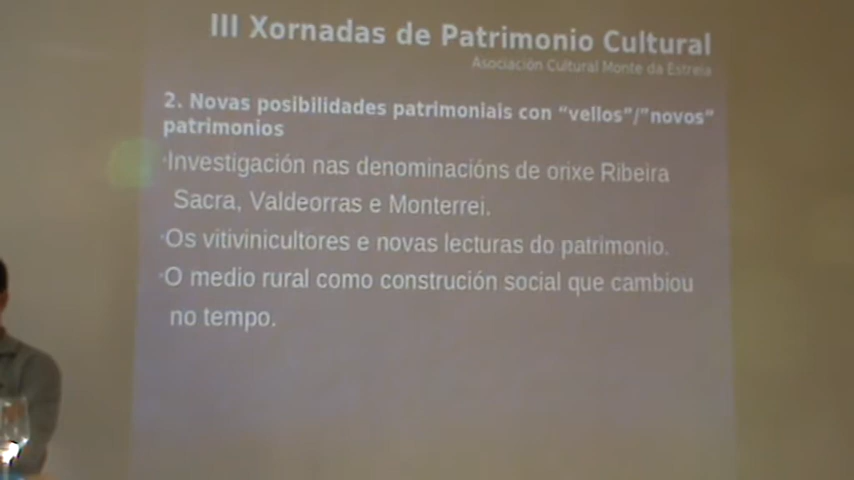 III Xornadas de Patrimonio Cultural
Asociación Cultural Monte da Estrela
2. Novas posibilidades patrimoniais con “vellos”/”novos”
patrimonios
·Investigación nas denominacións de orixe Ribeira
Sacra, Valdeorras e Monterrei.
·Os vitivinicultores e novas lecturas do patrimonio.
·O medio rural como construción social que cambiou
no tempo.